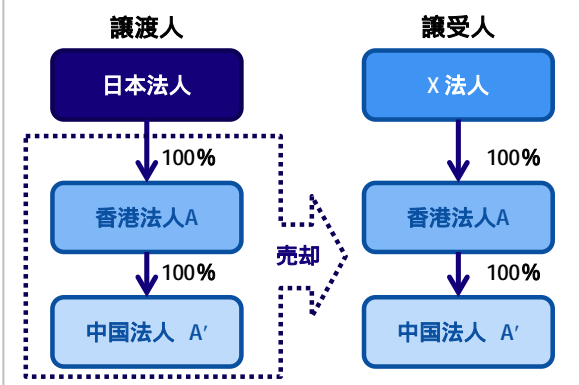 譲渡人
譲受人
日本法人
X 法人
100%
100%
香港法人A
香港法人A
売却
100%
100%
中国法人 A′
中国法人 A′